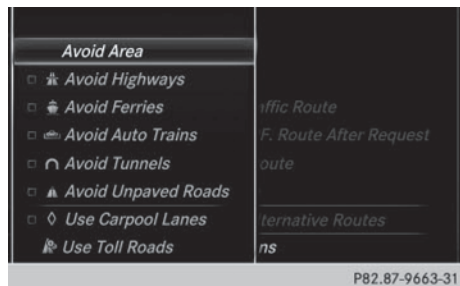 Avoid Area
Avoid Highways
Avoid Ferries
Avoid Auto Trains
Avoid Tunnels
Avoid Unpaved Roads
Use Carpool Lanes
Use Toll Roads
ffic Route
F. Route After Request
oute
ternative Routes
ns
P82.87-9663-31